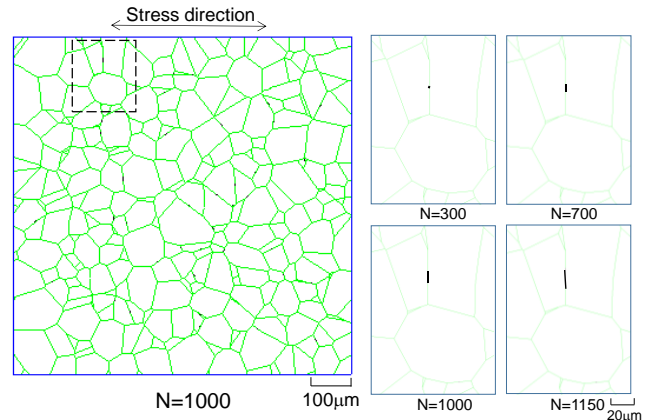 Stress direction
N=300
N=700
N=1000
100μm
N=1000
N=1150
20μm